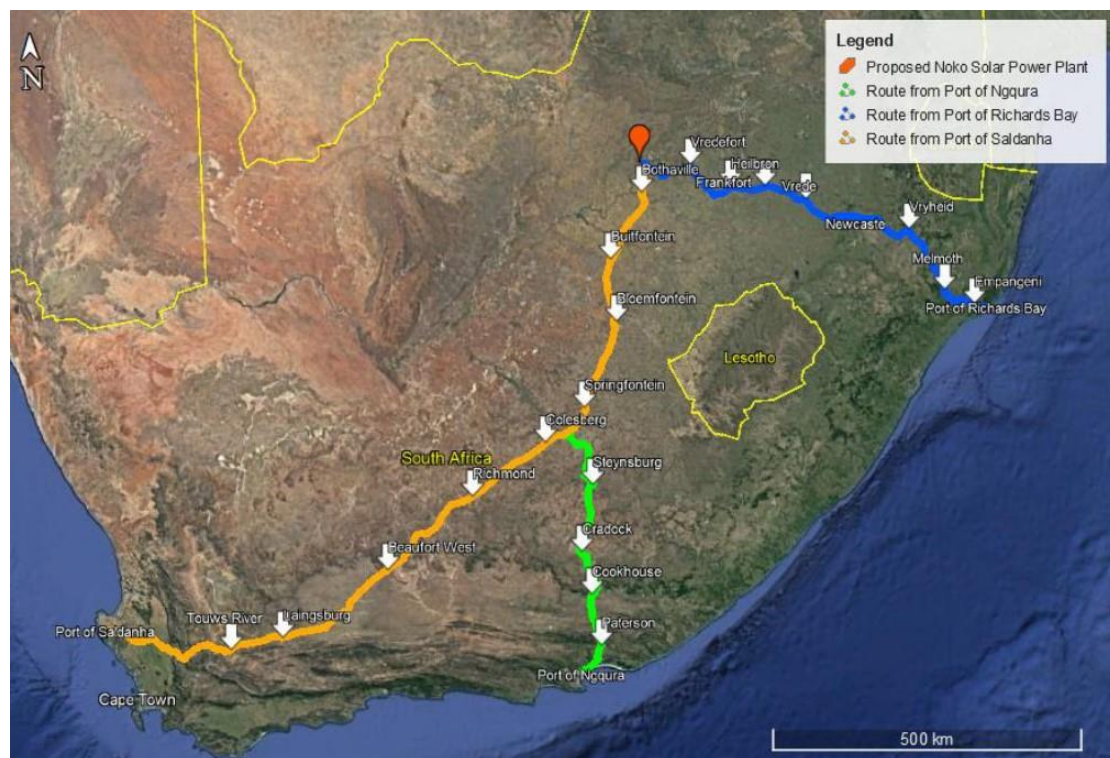 N
Legend
Proposed Noko Solar Power Plant
Route from Port of Ngqura
Route from Port of Richards Bay
Route from Port of Saldanha
Vredefort
Bothaville
Heilbron
Frankfort
Vrede
Vryheid
Newcaste
Bultfontein
Melmoth
Empangeni
Bloemfontein
Port of Richards Bay
Lesotho
Springfontein
Colesberg
South Africa
Steynsburg
Richmond
Cradock
Beaufort West
Cookhouse
Touws River
Laingsburg
Paterson
Port of Saldanha
Port of Ngqura
Cape Town
500 km